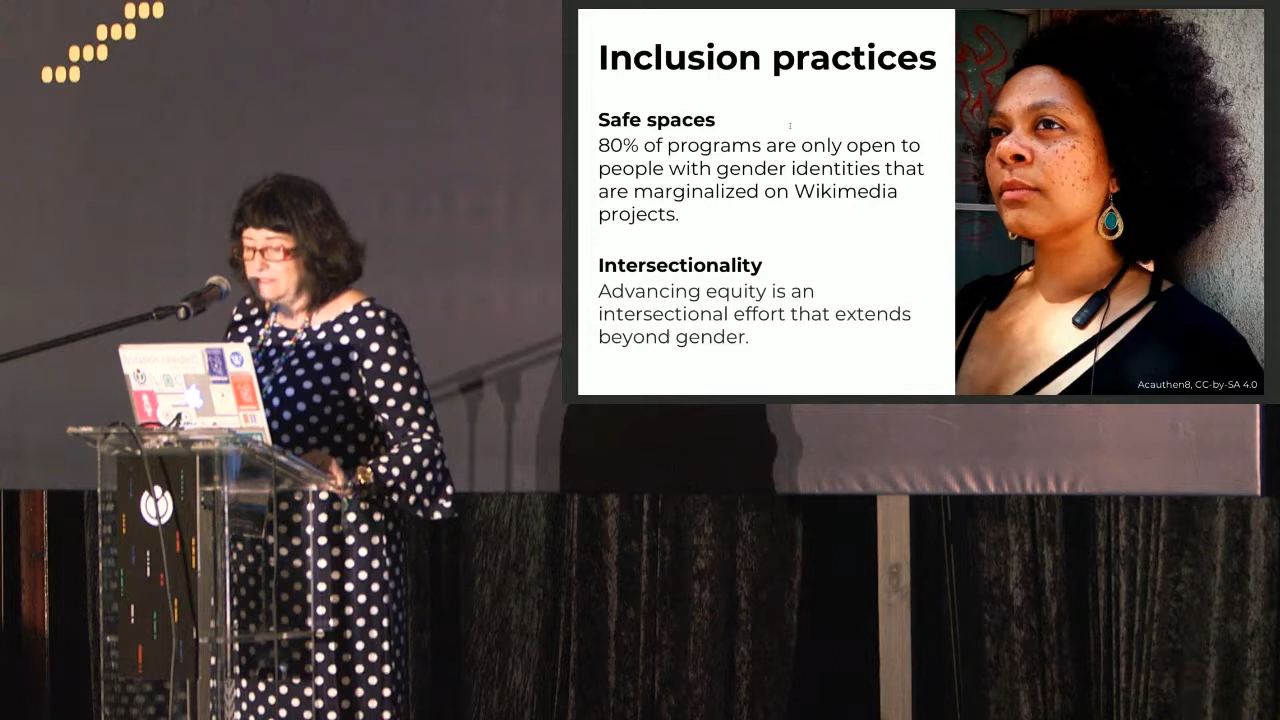 Inclusion practices
Safe spaces
80% of programs are only open to
people with gender identities that
are marginalized on Wikimedia
projects.
Intersectionality
Advancing equity is an
intersectional effort that extends
beyond gender.
Acauthen8, CC-by-SA 4.0